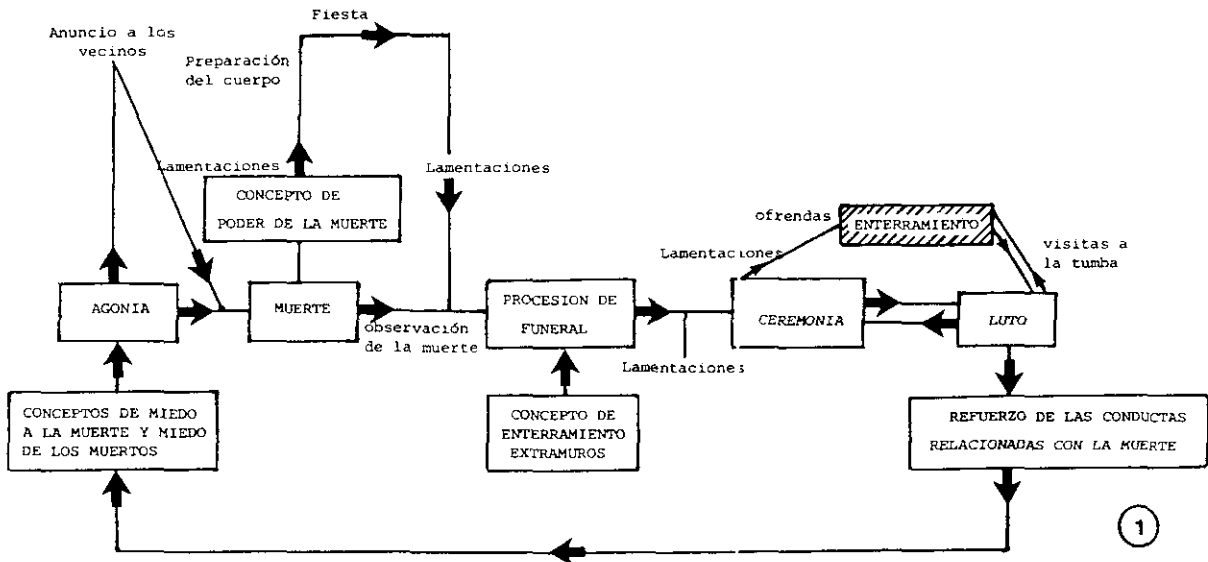 Fiesta
Anuncio a los
vecinos
Preparación
del cuerpo
Lamentaciones
Lamentaciones
CONCEPTO DE
PODER DE LA MUERTE
ofrendas
ENTERRAMIENTO
Lamentaciones
visitas a
la tumba
AGONIA
MUERTE
PROCESION DE
FUNERAL
CEREMONIA
LUTO
observación
de la muerte
Lamentaciones
CONCEPTOS DE MIEDO
A LA MUERTE Y MIEDO
DE LOS MUERTOS
CONCEPTO DE
ENTERRAMIENTO
EXTRAMUROS
REFUERZO DE LAS CONDUCTAS
RELACIONADAS CON LA MUERTE
1